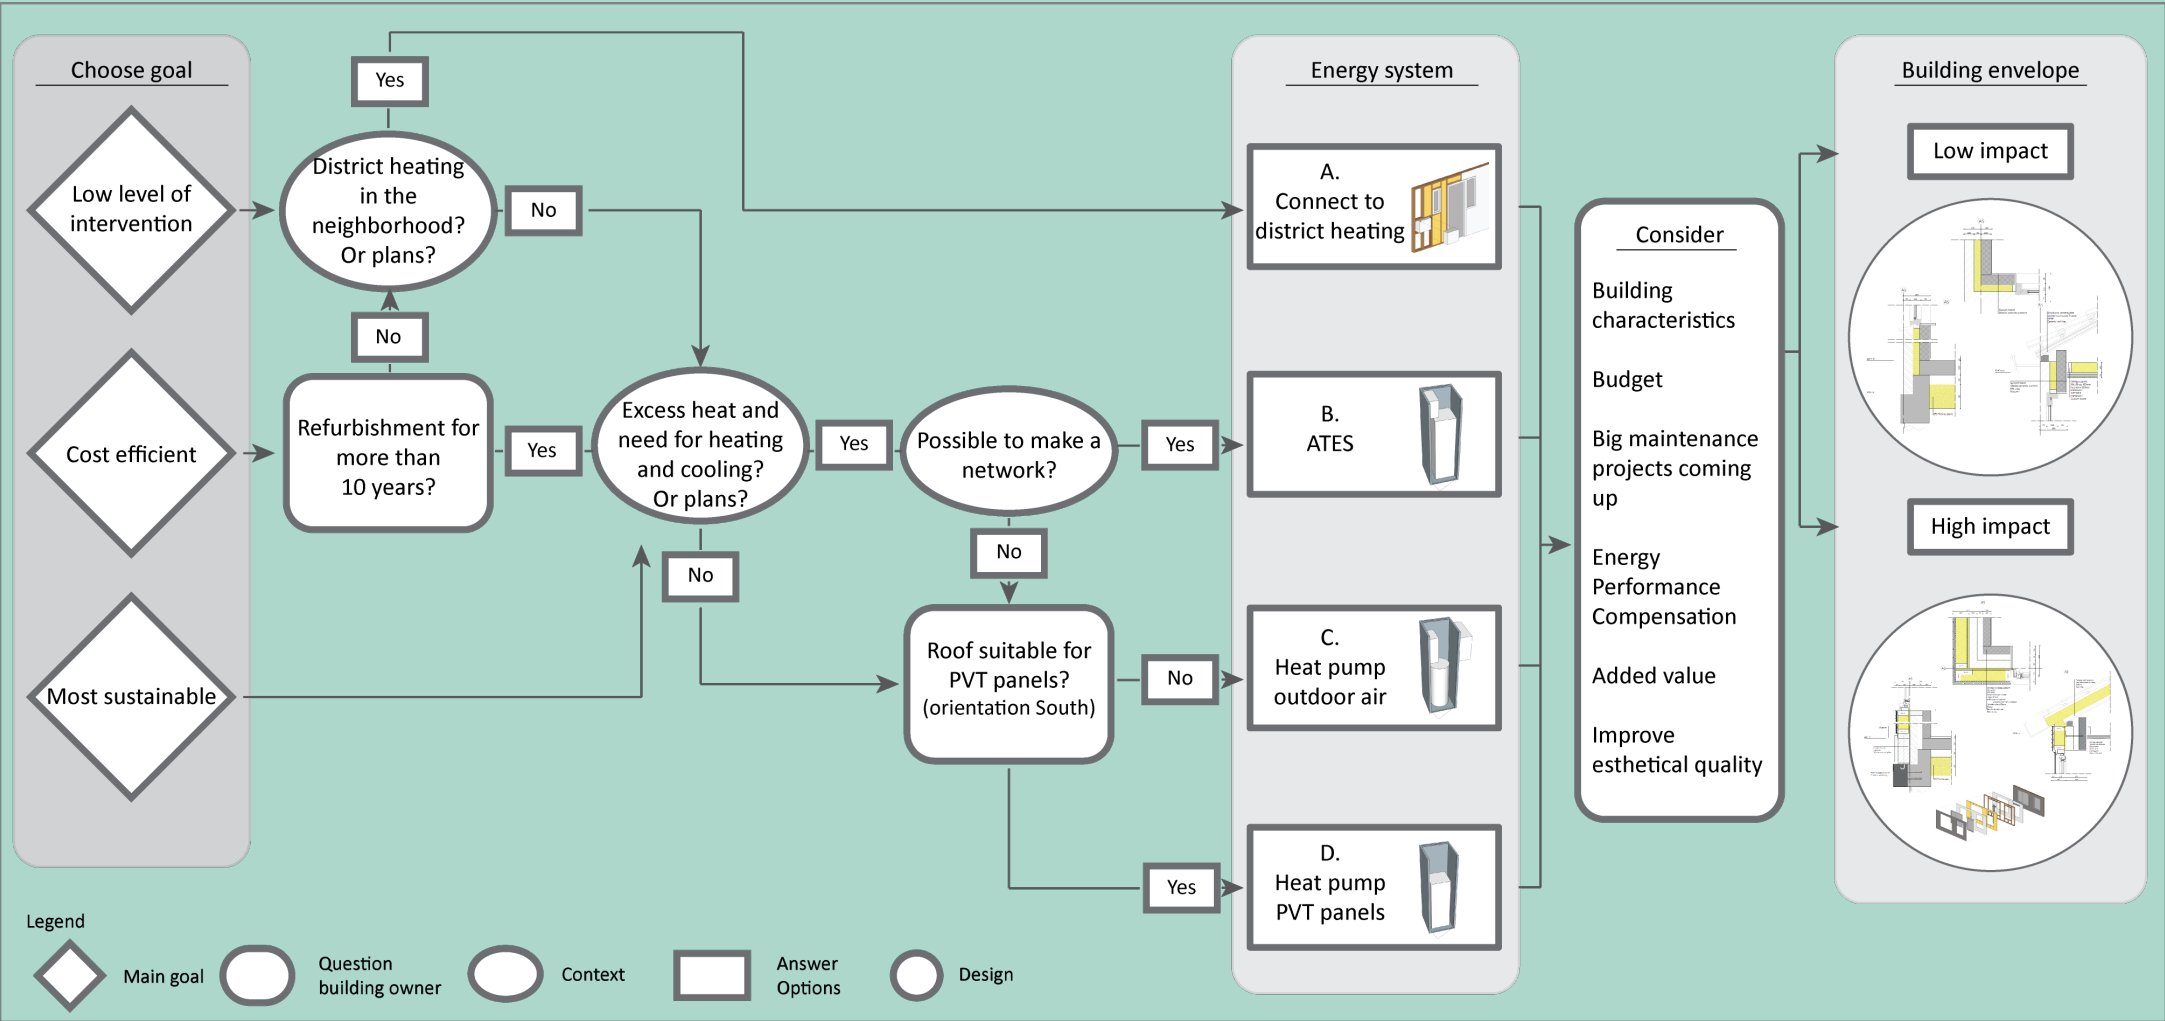 Choose goal
Low level of
intervention
Cost efficient
Most sustainable
Yes
District heating
in the
neighborhood?
Or plans?
No
No
Refurbishment for
more than
10 years?
Yes
Excess heat and
need for heating
and cooling?
Or plans?
Yes
No
Possible to make a
network?
Yes
No
Roof suitable for
PVT panels?
(orientation South)
No
Yes
Energy system
A.
Connect to
district heating
B.
ATES
C.
Heat pump
outdoor air
D.
Heat pump
PVT panels
Consider
Building
characteristics
Budget
Big maintenance
projects coming
up
Energy
Performance
Compensation
Added value
Improve
esthetical quality
Building envelope
Low impact
High impact
Legend
Main goal
Question
building owner
Context
Answer
Options
Design